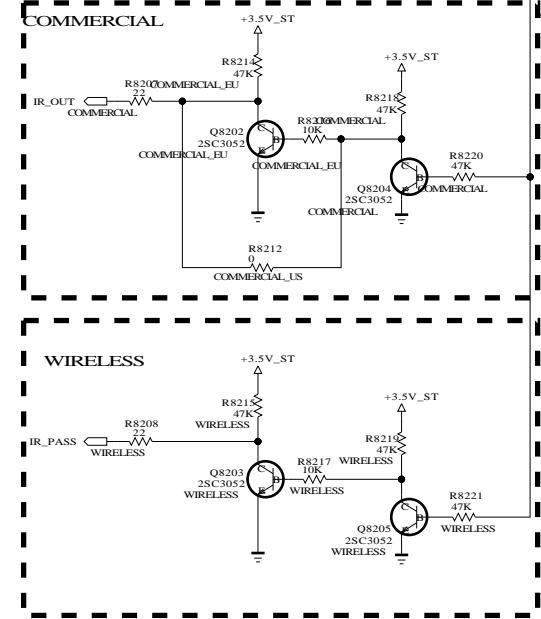 COMMERCIAL
+3.5V_ST
R8214
47K
COMMERCIAL_EU
R8207
22
IR_OUT
COMMERCIAL
Q8202
2SC3052
COMMERCIAL_EU
C
B
E
10K
COMMERCIAL
COMMERCIAL_EU
+3.5V_ST
R8218
47K
Q8204
2SC3052
COMMERCIAL
C
B
E
R8220
47K
COMMERCIAL
R8212
0
COMMERCIAL_US
WIRELESS
+3.5V_ST
R8215
47K
WIRELESS
R8208
22
IR_PASS
WIRELESS
Q8203
2SC3052
WIRELESS
C
B
E
R8217
10K
WIRELESS
+3.5V_ST
R8219
47K
WIRELESS
Q8205
2SC3052
WIRELESS
C
B
E
R8221
47K
WIRELESS